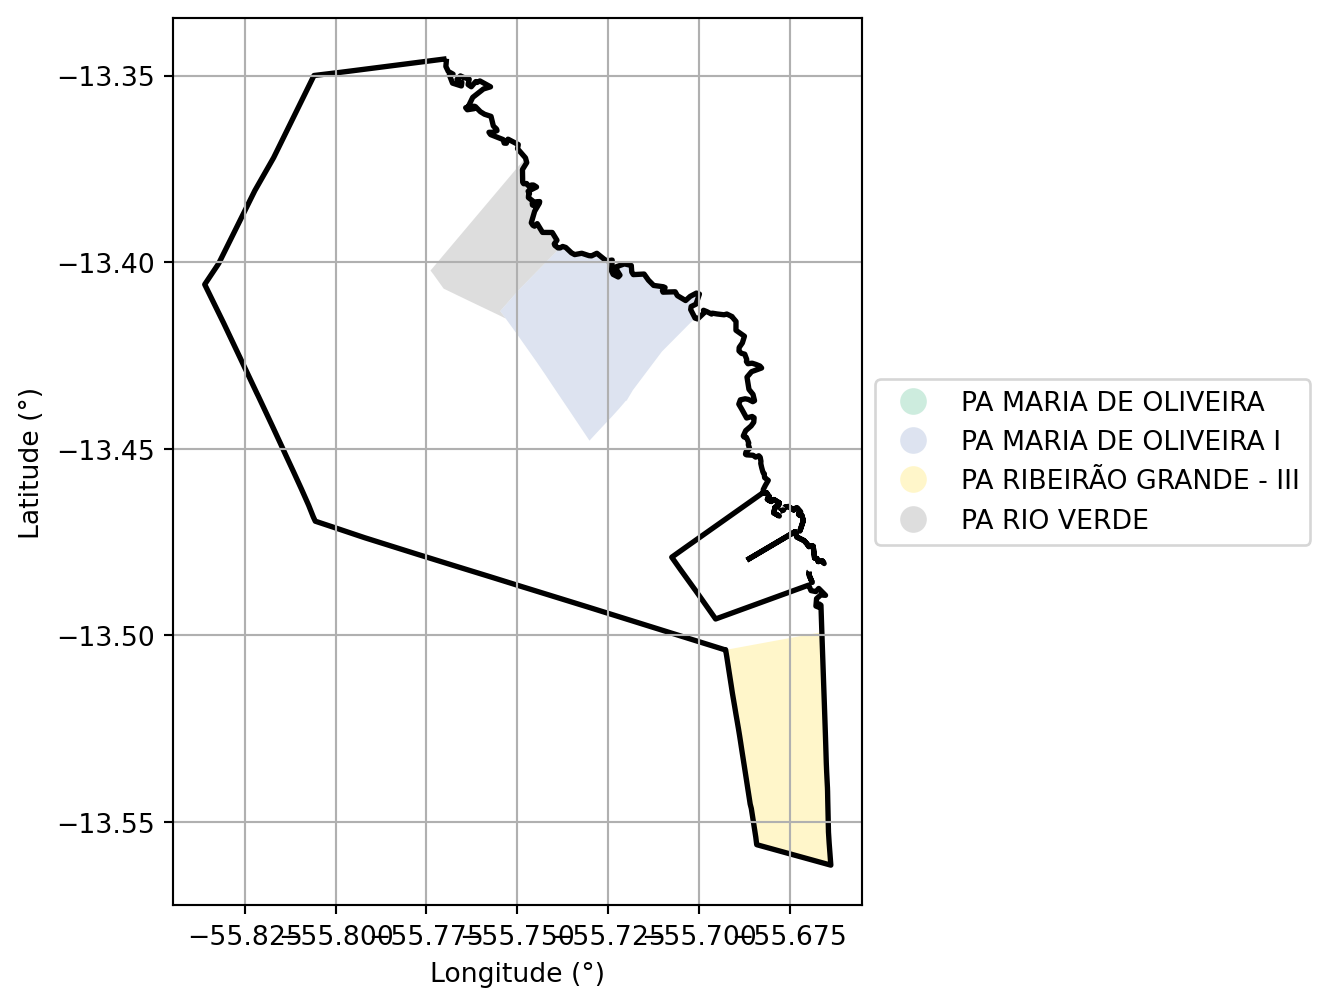 −13.35
−13.40
−13.45
−13.50
−13.55
Latitude (°)
−55.825
−55.800
−55.775
−55.750
−55.725
−55.700
−55.675
Longitude (°)
PA MARIA DE OLIVEIRA
PA MARIA DE OLIVEIRA I
PA RIBEIRÃO GRANDE - III
PA RIO VERDE